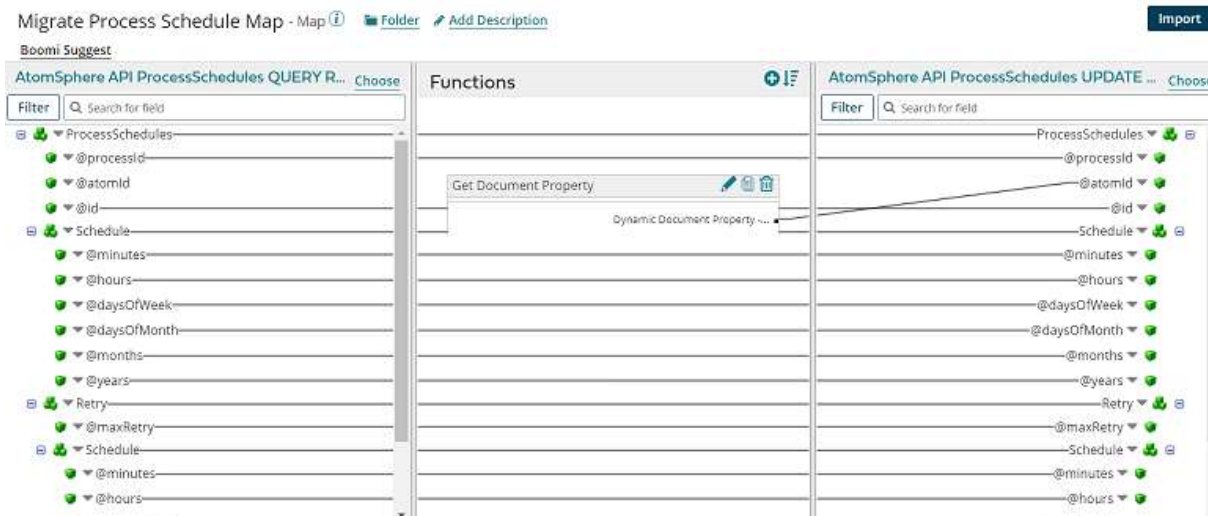 Migrate Process Schedule Map - Map i Folder Add Description
Import
Boomi Suggest
AtomSphere API ProcessSchedules QUERY R... Choose
Functions
AtomSphere API ProcessSchedules UPDATE ... Choose
Filter Search for field
Filter Search for field
ProcessSchedules ProcessSchedules
@processId @processId
@atomId Get Document Property @atomId
@id Dynamic Document Property -... @id
Schedule Schedule
@minutes @minutes
@hours @hours
@daysOfWeek @daysOfWeek
@daysOfMonth @daysOfMonth
@months @months
@years @years
Retry Retry
@maxRetry @maxRetry
Schedule Schedule
@minutes @minutes
@hours @hours